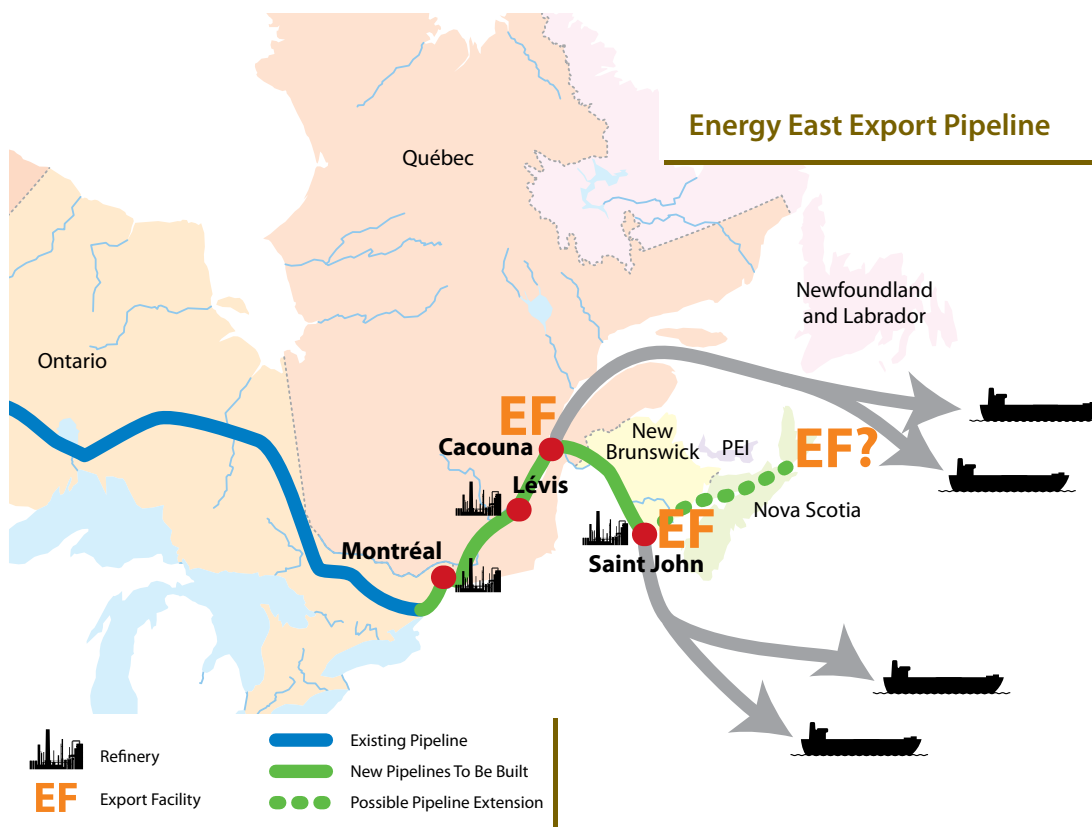 Energy East Export Pipeline
Québec
Newfoundland
and Labrador
Ontario
EF
Cacouna
New
Brunswick
PEI
EF?
Lévis
Nova Scotia
EF
Montréal
Saint John
Refinery
EF
Export Facility
Existing Pipeline
New Pipelines To Be Built
Possible Pipeline Extension